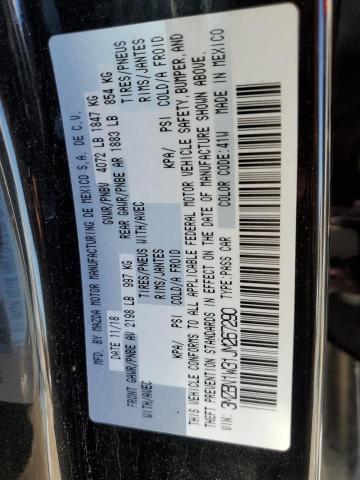 MFD. BY MAZDA MOTOR MANUFACTURING DE MEXICO S.A. DE C.V.
DATE 11/18 GVWR/PNBV 4072 LB 1847 KG
FRONT GAWR/PNBE AV 2198 LB 997 KG REAR GAWR/PNBE AR 1883 LB 854 KG
WITH/AVEC TIRES/PNEUS WITH/AVEC TIRES/PNEUS
RIMS/JANTES RIMS/JANTES
KPA/ PSI COLD/A FROID KPA/ PSI COLD/A FROID
THIS VEHICLE CONFORMS TO ALL APPLICABLE FEDERAL MOTOR VEHICLE SAFETY, BUMPER, AND
THEFT PREVENTION STANDARDS IN EFFECT ON THE DATE OF MANUFACTURE SHOWN ABOVE.
3MZBN1K37JM267290 TYPE:PASS CAR COLOR CODE:41W MADE IN MEXICO